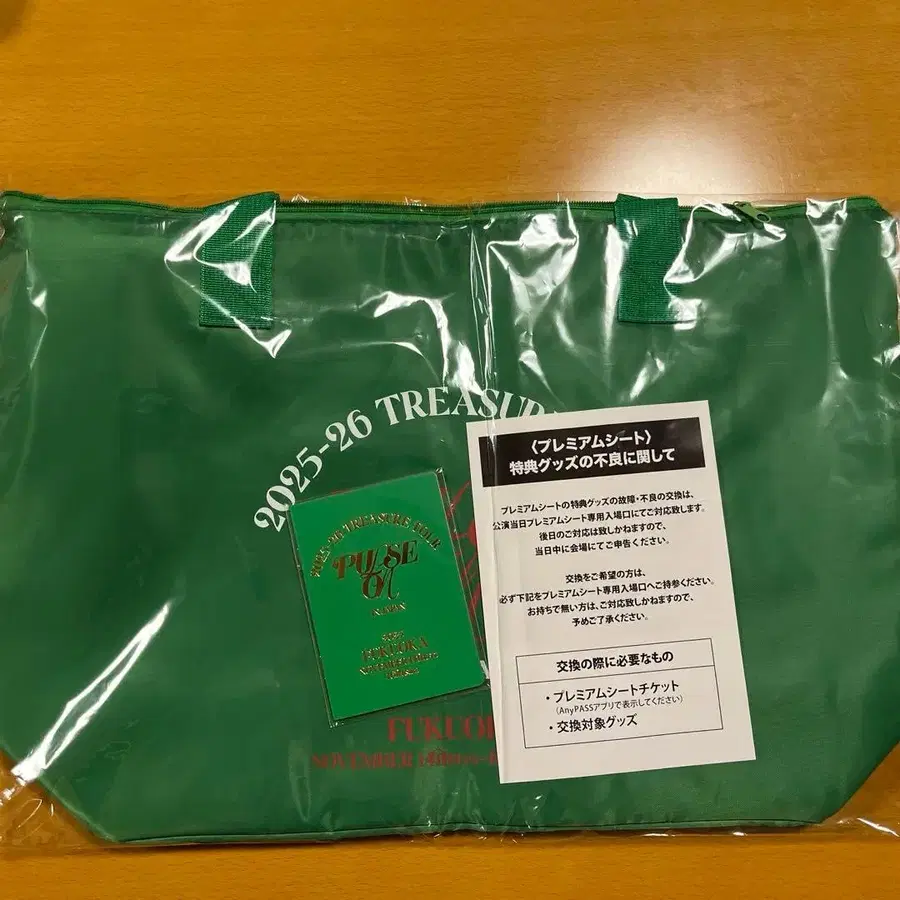 2025-26 TREASUR
FUKUO
NOVEMBER
2025-26 TREASURE TOUR
PULSE
ON
IN JAPAN
2025
FUKUOKA
NOVEMBER
〈プレミアムシート〉
特典グッズの不良に関して
プレミアムシートの特典グッズの故障・不良の交換は、
公演当日プレミアムシート専用入場口にてご対応致します。
後日のご対応は致しかねますので、
当日中に会場にてご申告ください。
交換をご希望の方は、
必ず下記をプレミアムシート専用入場口へご持参ください。
お持ちで無い方は、ご対応致しかねますので、
予めご了承ください。
交換の際に必要なもの
・プレミアムシートチケット
（AnyPASSアプリで表示してください）
・交換対象グッズ